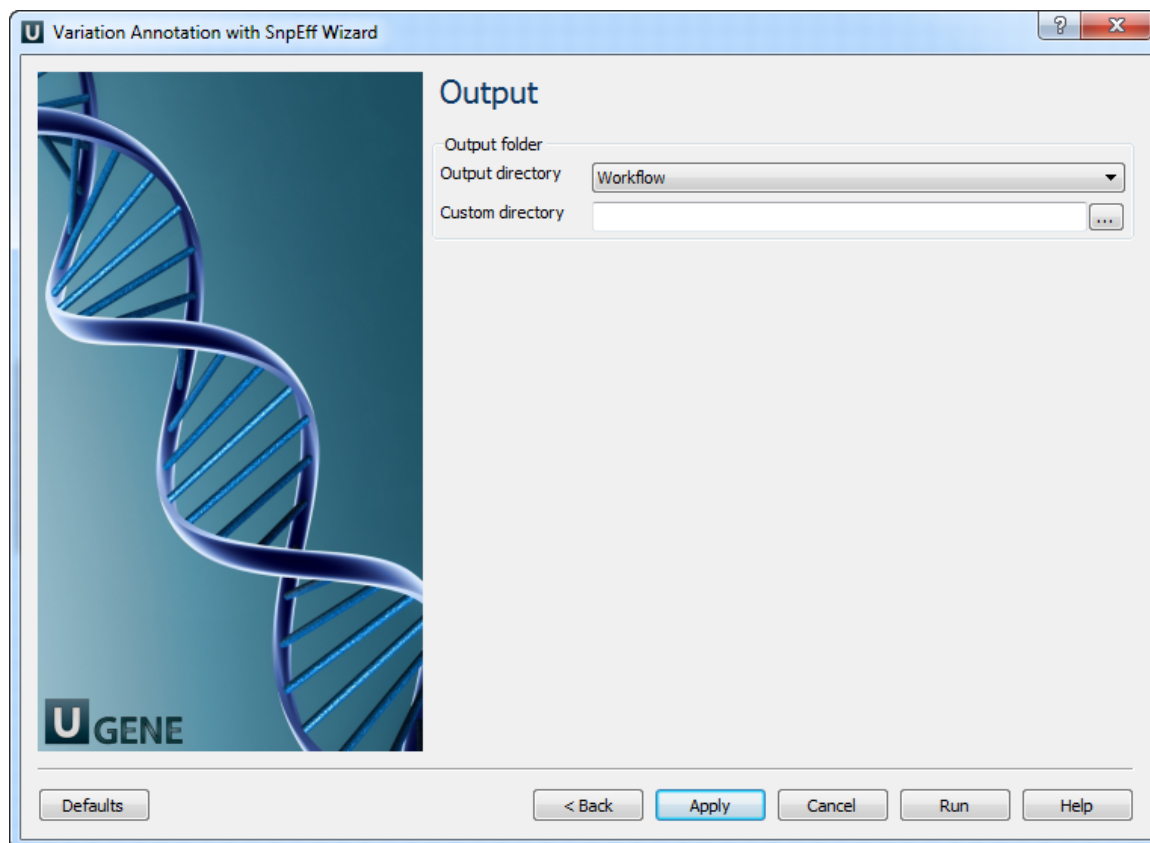 U Variation Annotation with SnpEff Wizard
? X
Output
Output folder
Output directory Workflow
Custom directory ...
U GENE
Defaults < Back Apply Cancel Run Help